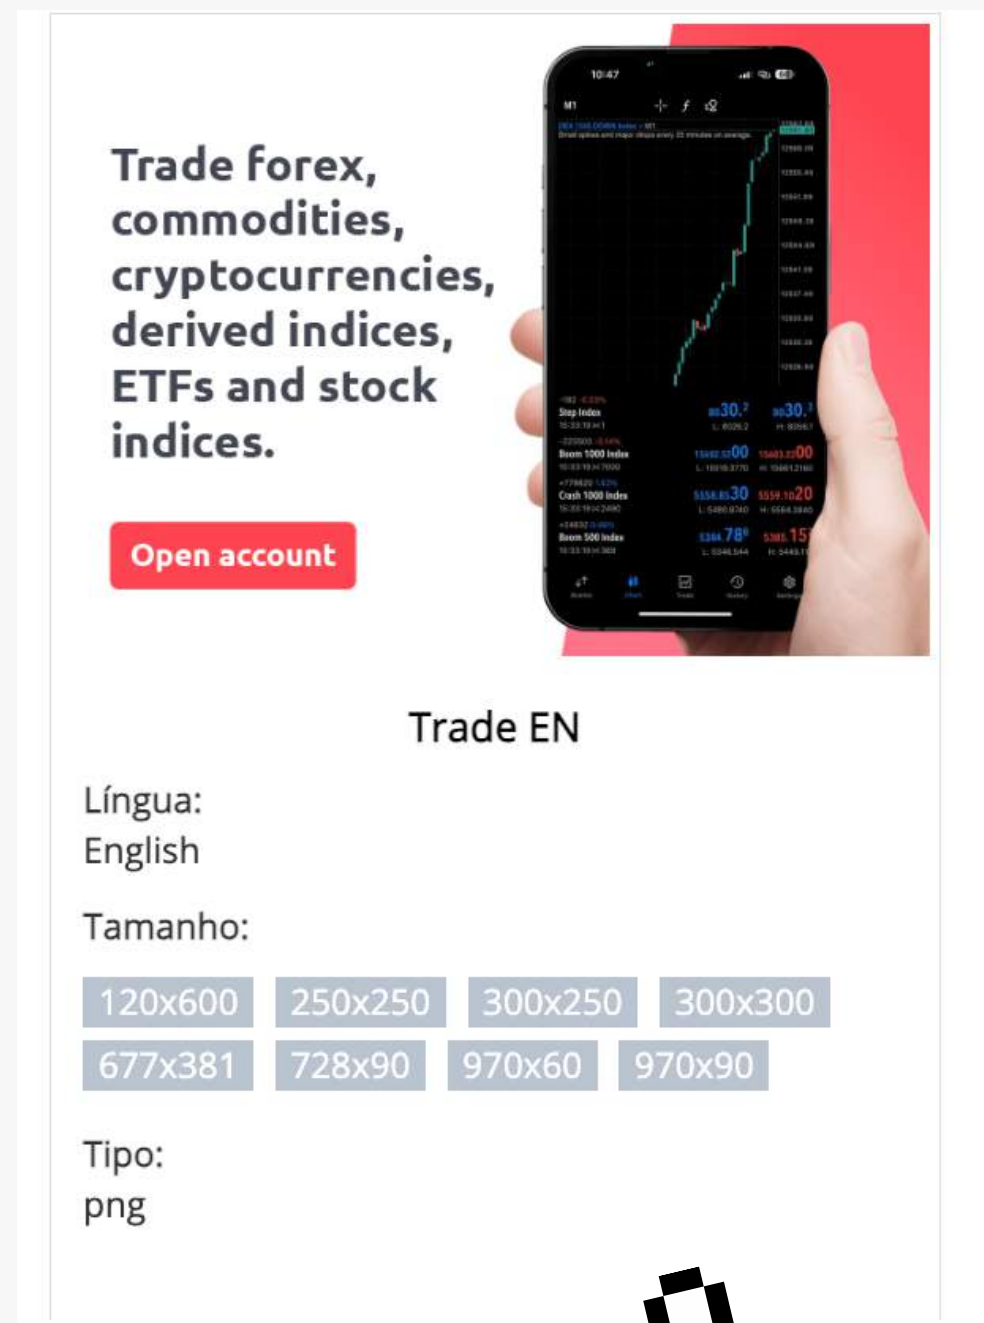 Trade forex,
commodities,
cryptocurrencies,
derived indices,
ETFs and stock
indices.
Open account
10:47
M1
Step Index
Boom 1000 Index
Crash 1000 Index
Boom 500 Index
Trade EN
Língua:
English
Tamanho:
120x600 250x250 300x250 300x300
677x381 728x90 970x60 970x90
Tipo:
png